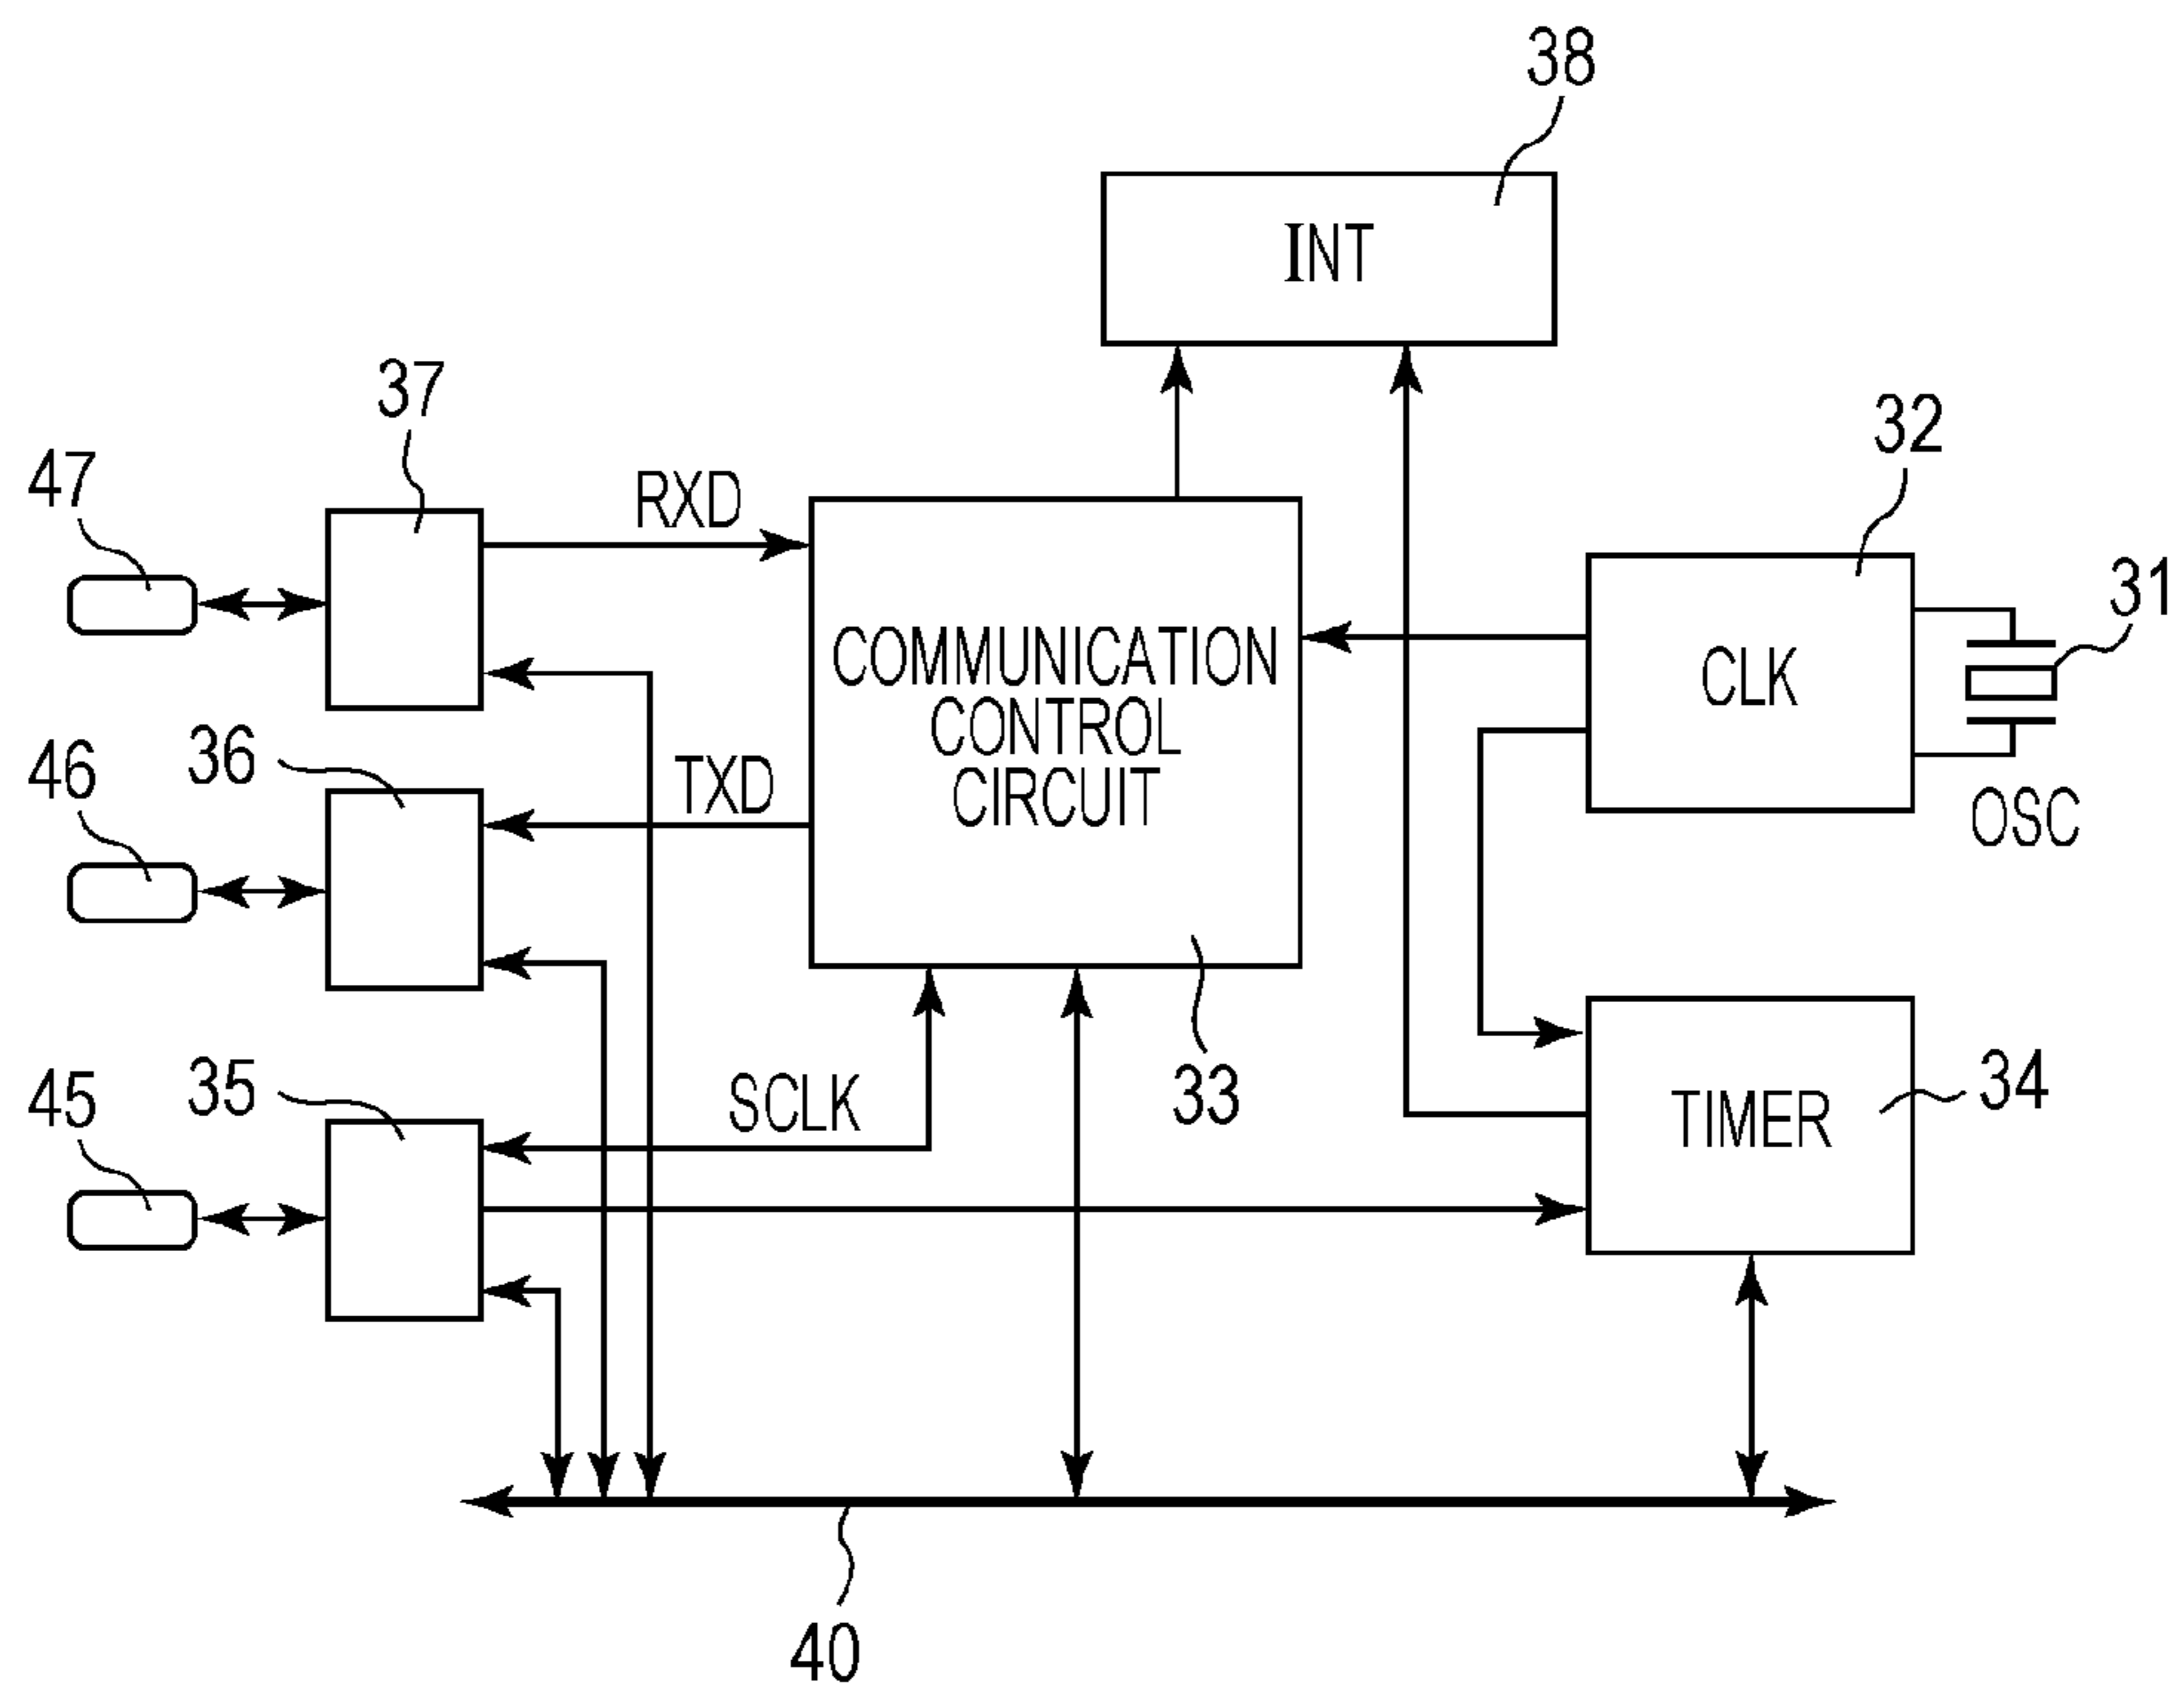 38
INT
37
32
47
RXD
31
COMMUNICATION
CONTROL
CIRCUIT
CLK
36
46
TXD
OSC
35
45
SCLK
33
34
TIMER
40